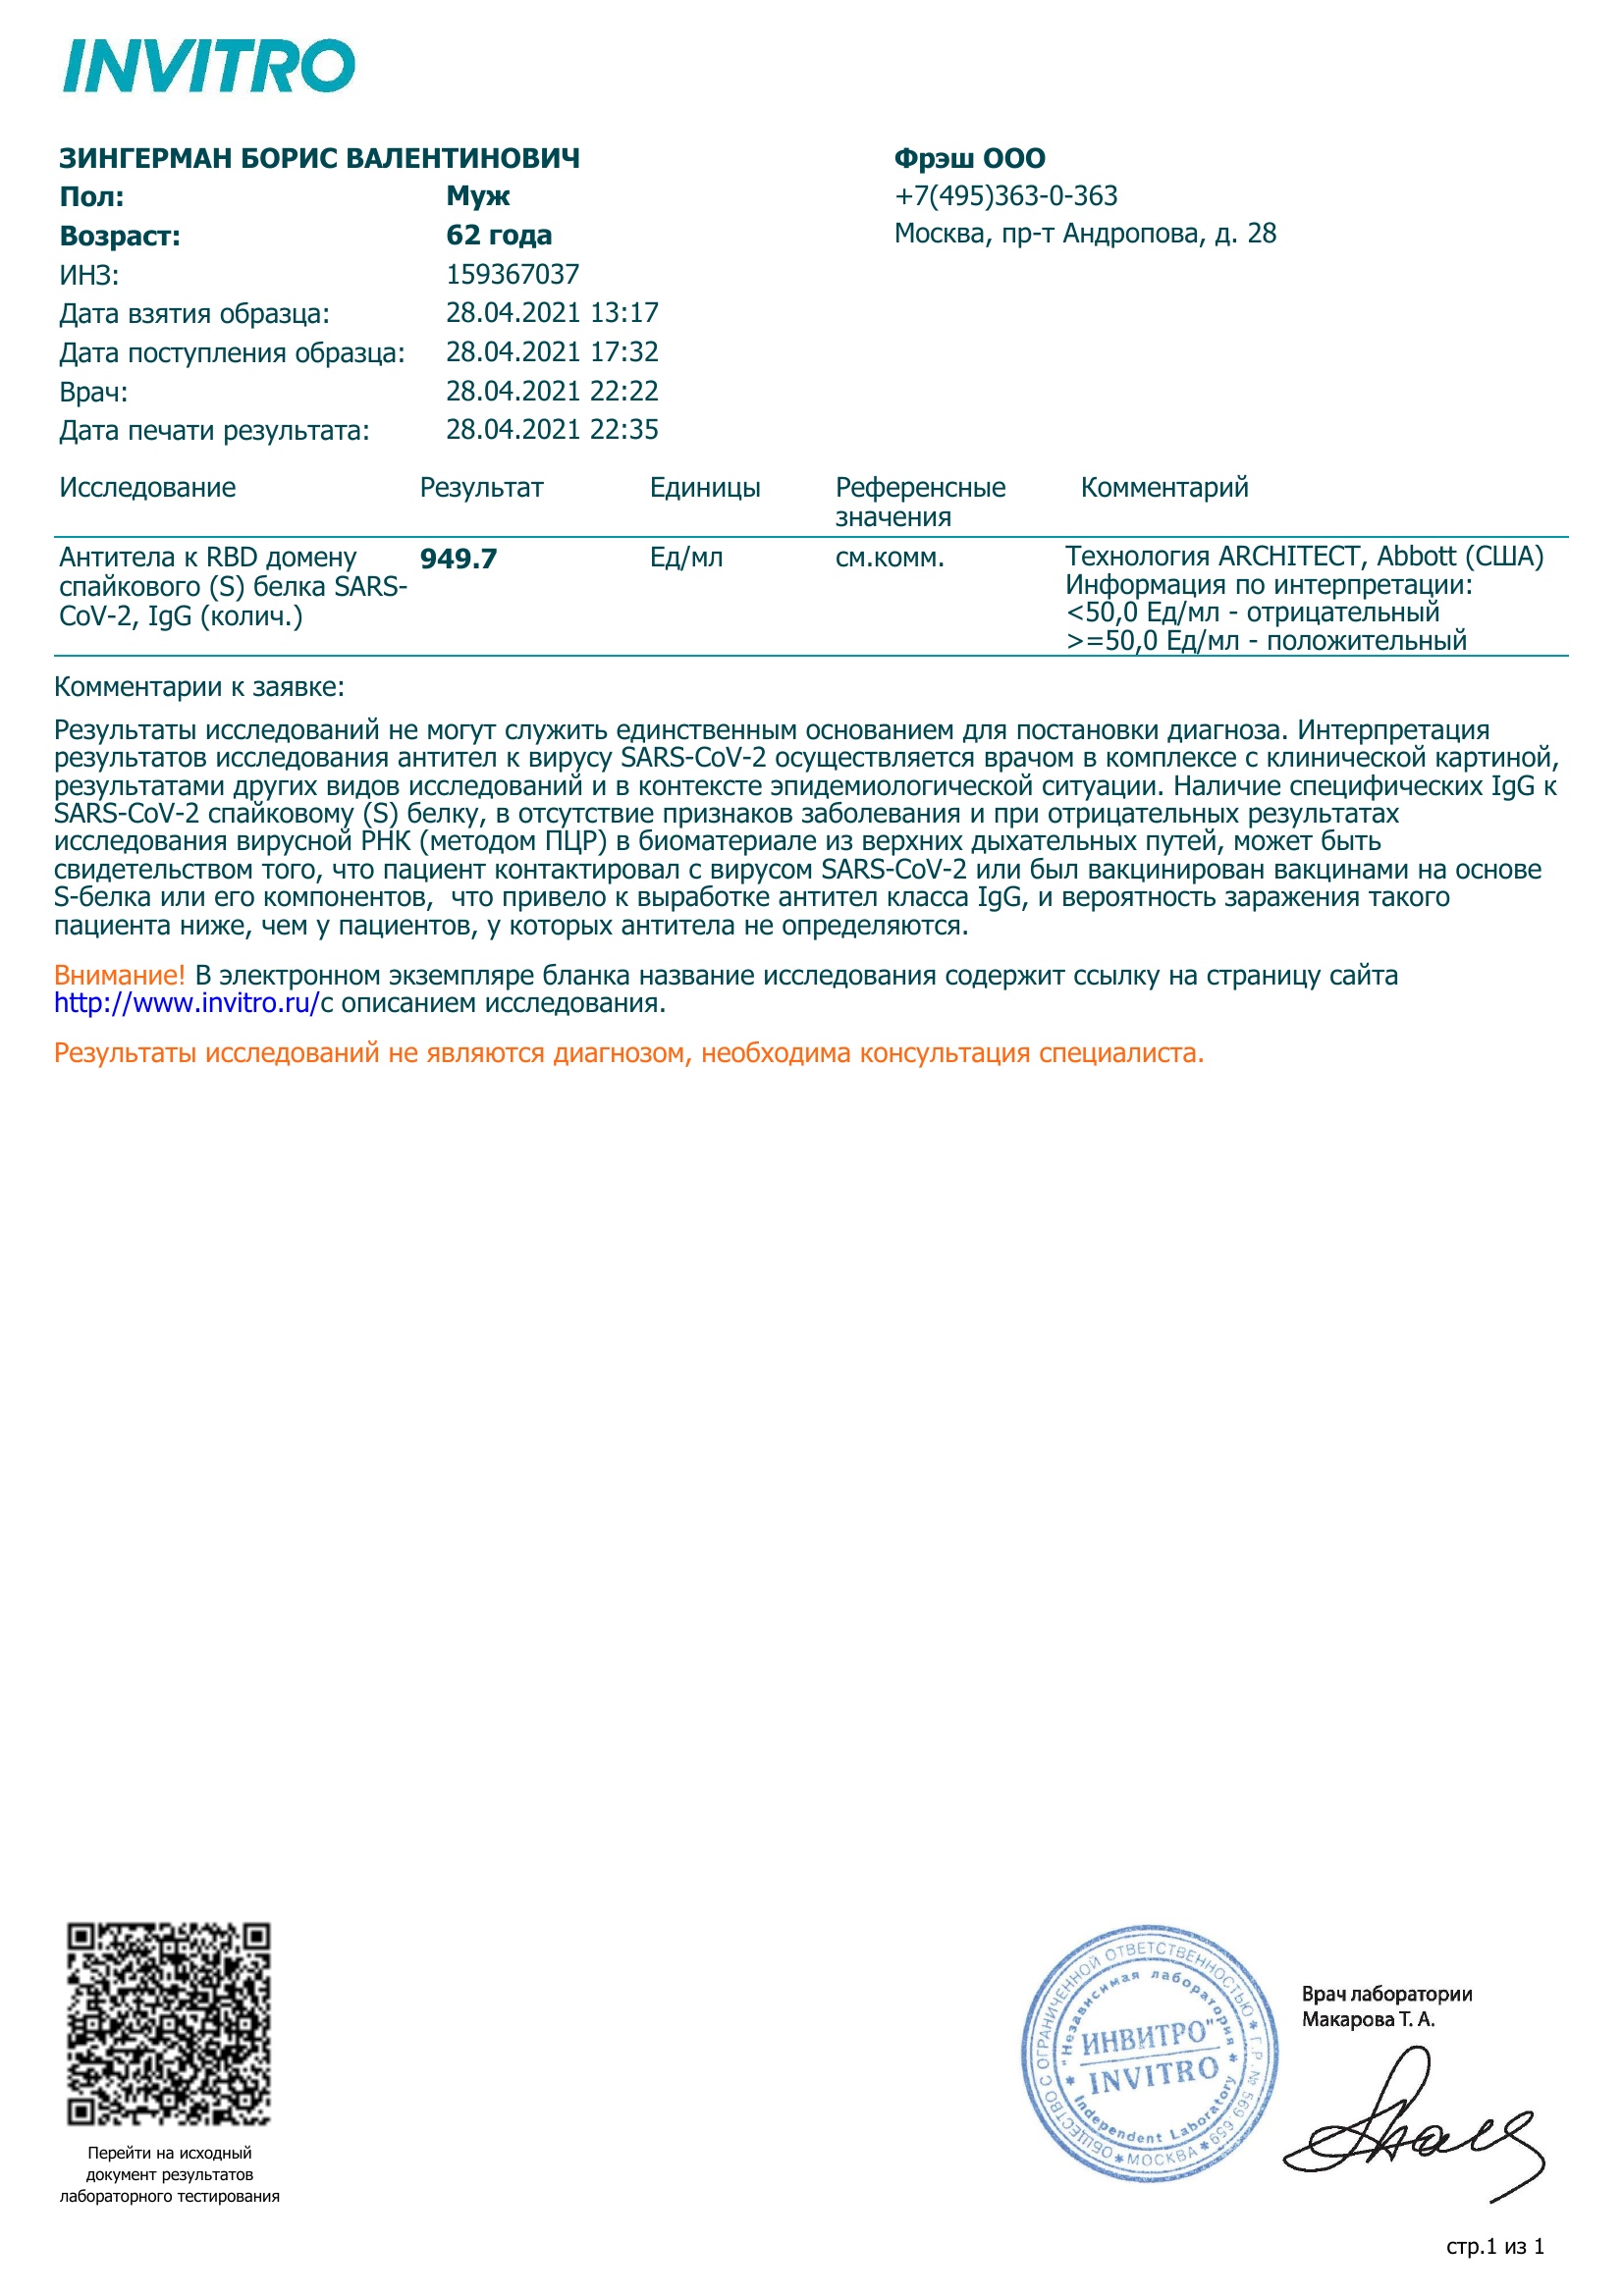 INVITRO
ЗИНГЕРМАН БОРИС ВАЛЕНТИНОВИЧ
Пол: Муж
Возраст: 62 года
ИНЗ: 159367037
Дата взятия образца: 28.04.2021 13:17
Дата поступления образца: 28.04.2021 17:32
Врач: 28.04.2021 22:22
Дата печати результата: 28.04.2021 22:35
Фрэш ООО
+7(495)363-0-363
Москва, пр-т Андропова, д. 28
Исследование Результат Единицы Референсные значения Комментарий
Антитела к RBD домену
спайкового (S) белка SARS-
CoV-2, IgG (колич.)
949.7
Ед/мл
см.комм.
Технология ARCHITECT, Abbott (США)
Информация по интерпретации:
<50,0 Ед/мл - отрицательный
>=50,0 Ед/мл - положительный
Комментарии к заявке:
Результаты исследований не могут служить единственным основанием для постановки диагноза. Интерпретация
результатов исследования антител к вирусу SARS-CoV-2 осуществляется врачом в комплексе с клинической картиной,
результатами других видов исследований и в контексте эпидемиологической ситуации. Наличие специфических IgG к
SARS-CoV-2 спайковому (S) белку, в отсутствие признаков заболевания и при отрицательных результатах
исследования вирусной РНК (методом ПЦР) в биоматериале из верхних дыхательных путей, может быть
свидетельством того, что пациент контактировал с вирусом SARS-CoV-2 или был вакцинирован вакцинами на основе
S-белка или его компонентов,  что привело к выработке антител класса IgG, и вероятность заражения такого
пациента ниже, чем у пациентов, у которых антитела не определяются.
Внимание! В электронном экземпляре бланка название исследования содержит ссылку на страницу сайта
http://www.invitro.ru/с описанием исследования.
Результаты исследований не являются диагнозом, необходима консультация специалиста.
Перейти на исходный
документ результатов
лабораторного тестирования
ОБЩЕСТВО С ОГРАНИЧЕННОЙ ОТВЕТСТВЕННОСТЬЮ * Г.Р. № 569 659 * МОСКВА *
"Независимая лаборатория
ИНВИТРО"
INVITRO
* Independent Laboratory *
Врач лаборатории
Макарова Т. А.
стр.1 из 1